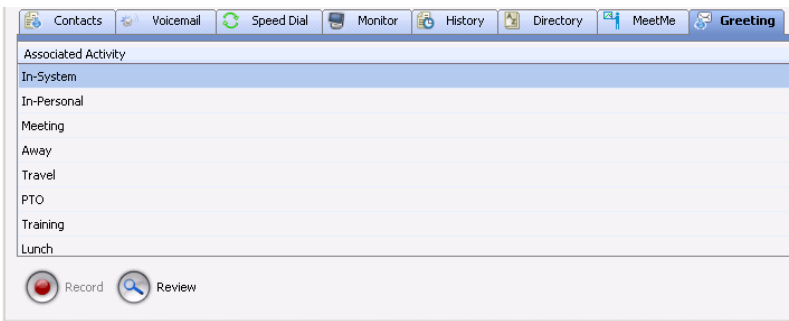 Contacts Voicemail Speed Dial Monitor History Directory MeetMe Greeting
Associated Activity
In-System
In-Personal
Meeting
Away
Travel
PTO
Training
Lunch
Record Review